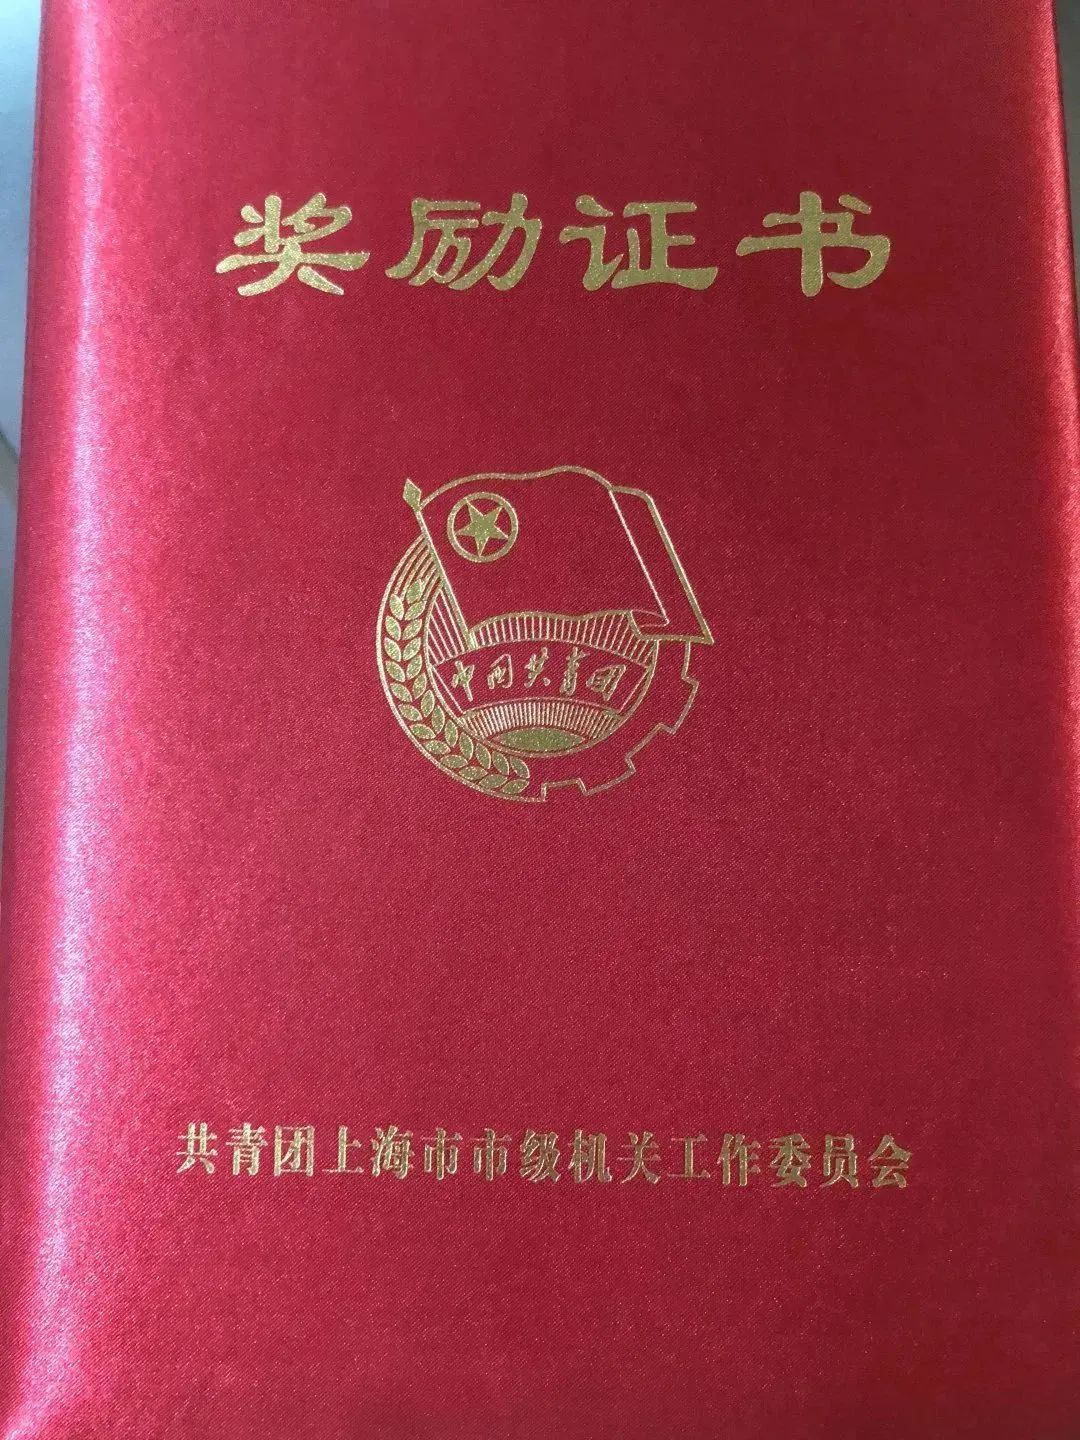 奖励证书
中国共青团
共青团上海市市级机关工作委员会